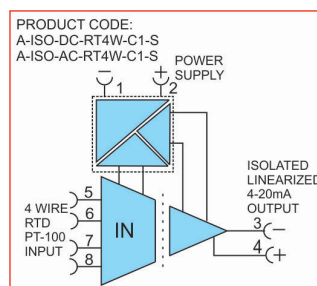 PRODUCT CODE:
A-ISO-DC-RT4W-C1-S
A-ISO-AC-RT4W-C1-S
− + POWER
1 2 SUPPLY
ISOLATED
LINEARIZED
4-20mA
OUTPUT
5
4 WIRE
RTD
6
PT-100
INPUT
7
8
IN
3 −
4 +